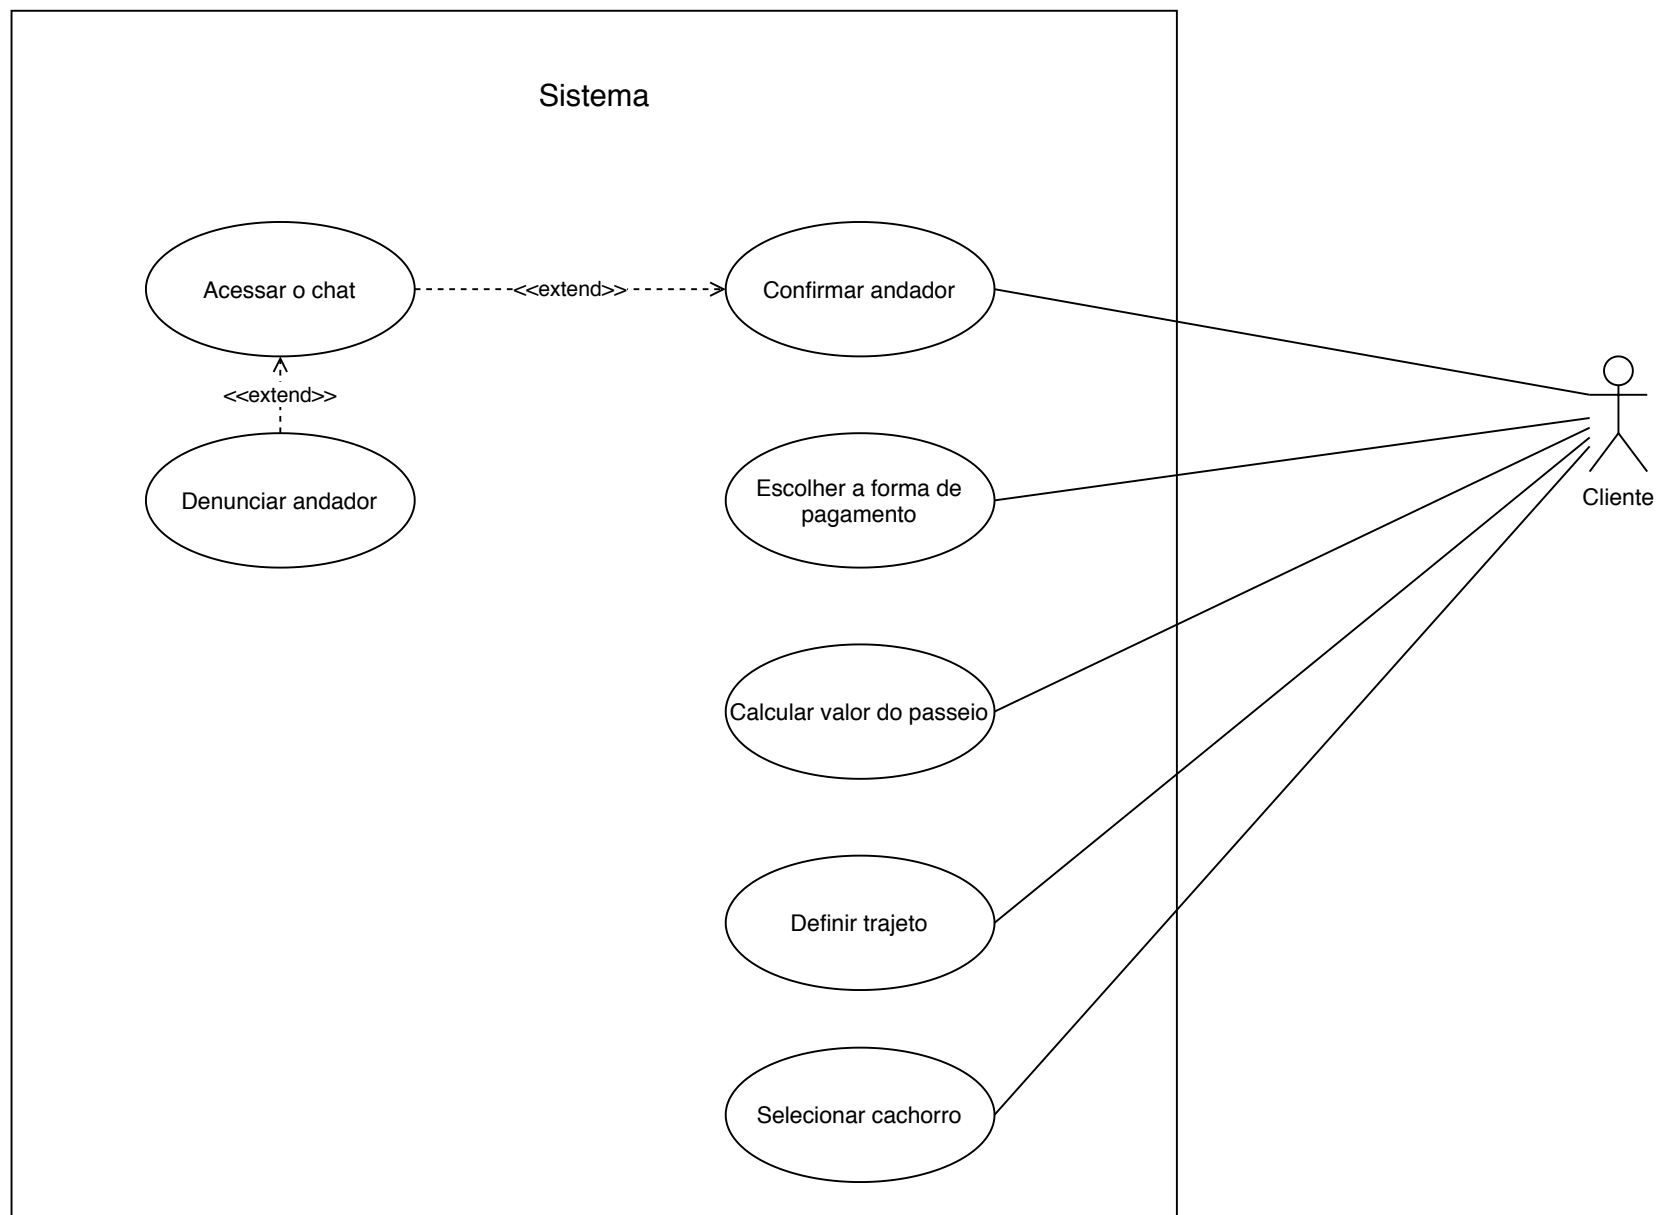 Sistema
Acessar o chat
<<extend>>
Confirmar andador
<<extend>>
Denunciar andador
Escolher a forma de
pagamento
Cliente
Calcular valor do passeio
Definir trajeto
Selecionar cachorro